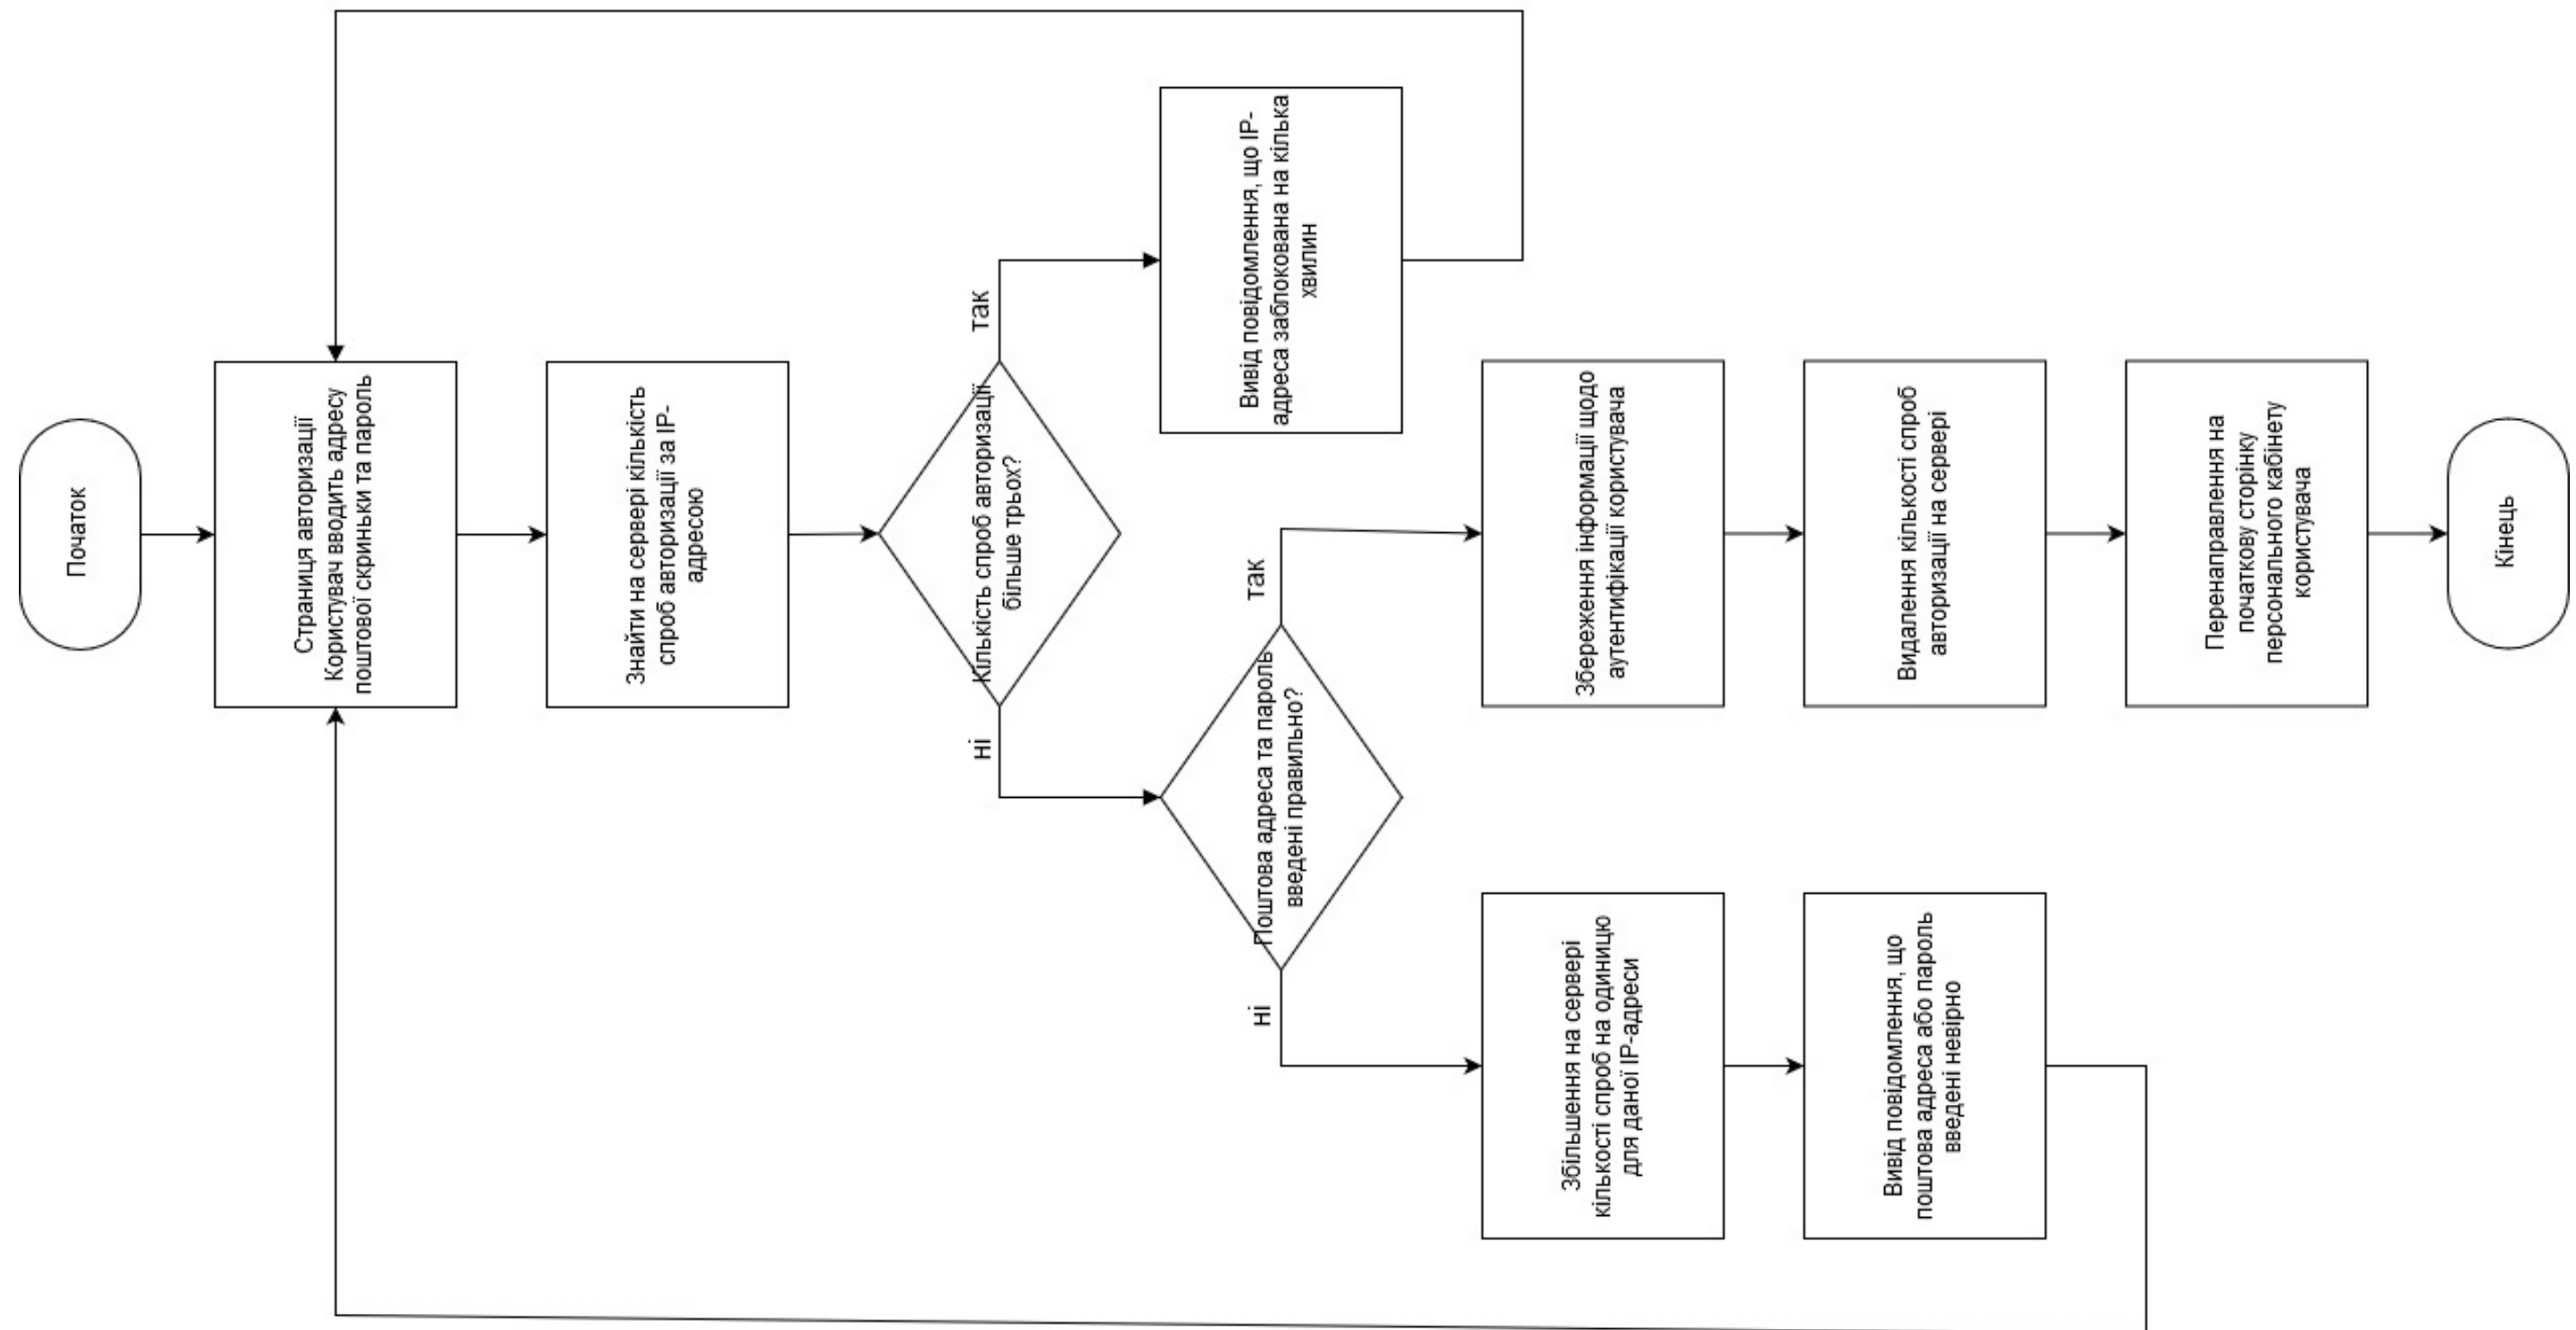 Початок
Страниця авторизації
Користувач вводить адресу
поштової скриньки та пароль
Знайти на сервері кількість
спроб авторизації за IP-
адресою
Кількість спроб авторизації
більше трьох?
так
ні
Вивід повідомлення, що IP-
адреса заблокована на кілька
хвилин
Поштова адреса та пароль
введені правильно?
так
ні
Збереження інформації щодо
аутентифікації користувача
Видалення кількості спроб
авторизації на сервері
Перенаправлення на
початкову сторінку
персонального кабінету
користувача
Кінець
Збільшення на сервері
кількості спроб на одиницю
для даної IP-адреси
Вивід повідомлення, що
поштова адреса або пароль
введені невірно